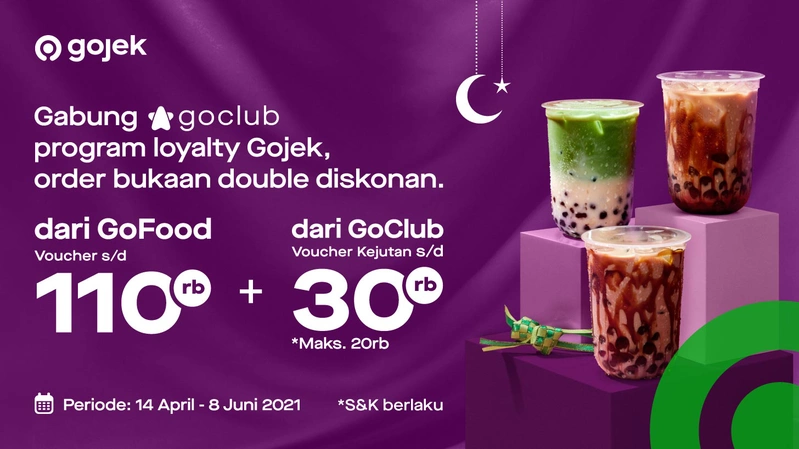 gojek
Gabung goclub
program loyalty Gojek,
order bukaan double diskonan.
dari GoFood
Voucher s/d
110rb
+
dari GoClub
Voucher Kejutan s/d
30rb
*Maks. 20rb
Periode: 14 April - 8 Juni 2021
*S&K berlaku